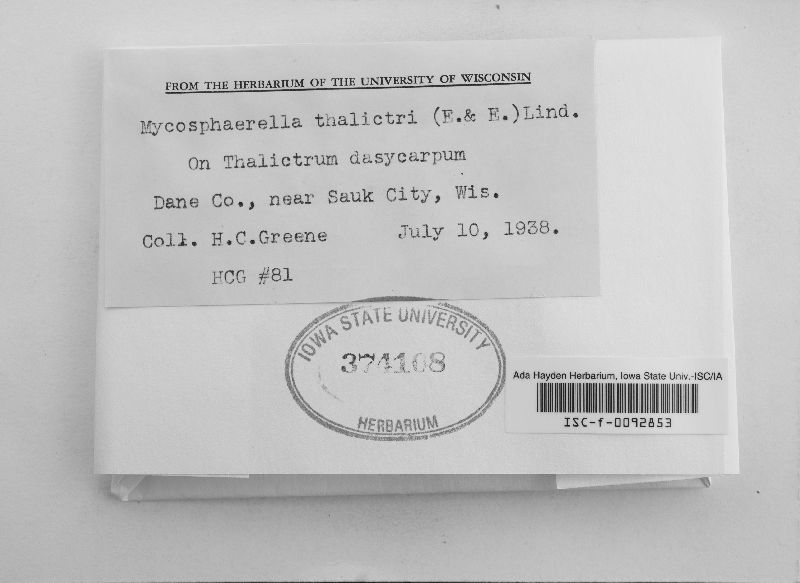 FROM THE HERBARIUM OF THE UNIVERSITY OF WISCONSIN
Mycosphaerella thalictri (E.& E.)Lind.
On Thalictrum dasycarpum
Dane Co., near Sauk City, Wis.
Coll. H.C.Greene July 10, 1938.
HCG #81
IOWA STATE UNIVERSITY
374168
HERBARIUM
Ada Hayden Herbarium, Iowa State Univ.-ISC/IA
ISC-f-0092853